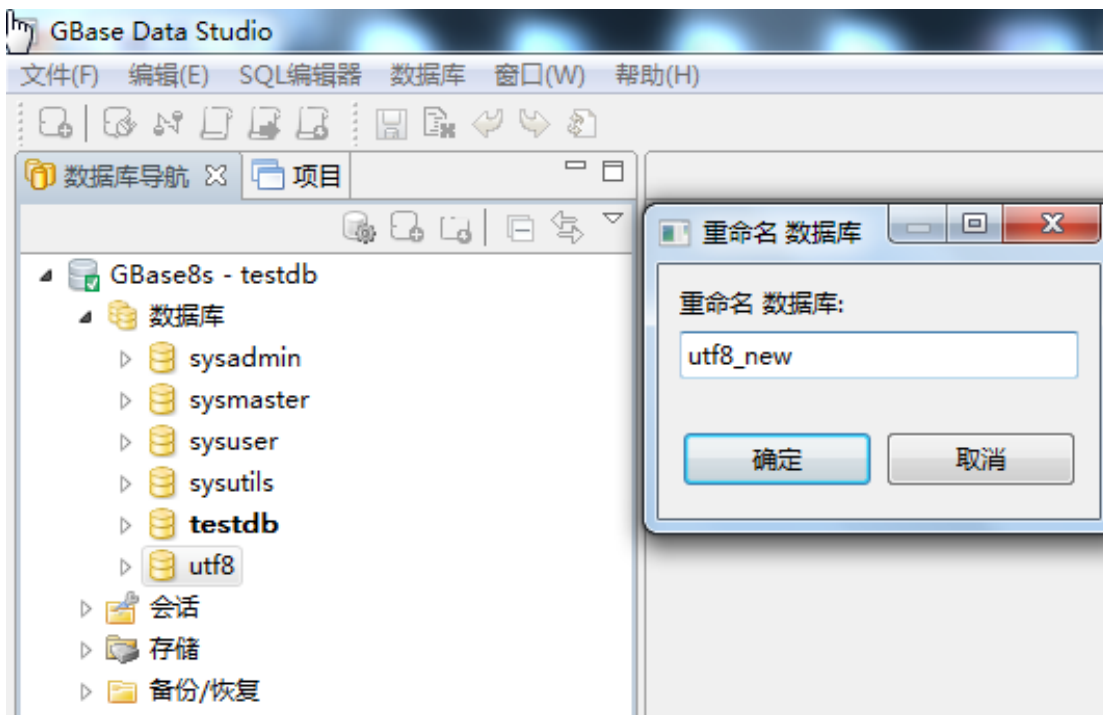 GBase Data Studio
文件(F) 编辑(E) SQL编辑器 数据库 窗口(W) 帮助(H)
数据库导航 项目
GBase8s - testdb
数据库
sysadmin
sysmaster
sysuser
sysutils
testdb
utf8
会话
存储
备份/恢复
重命名 数据库
重命名 数据库:
utf8_new
确定 取消